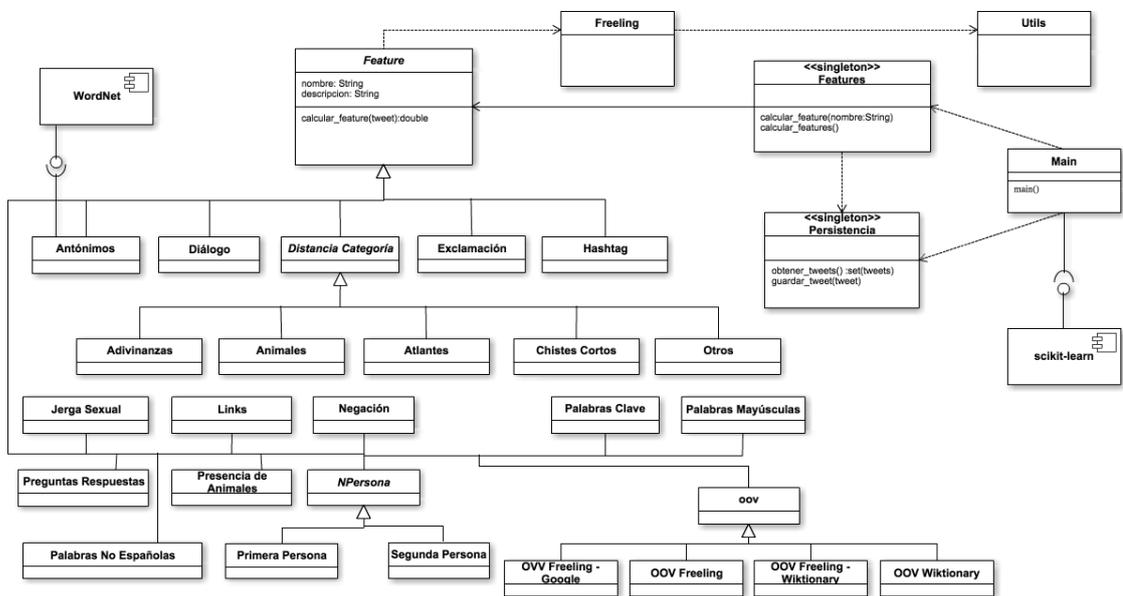 Freeling
Utils
Feature
nombre: String
descripcion: String
calcular_feature(tweet):double
<<singleton>>
Features
calcular_feature(nombre:String)
calcular_features()
WordNet
Main
main()
<<singleton>>
Persistencia
obtener_tweets() :set(tweets)
guardar_tweet(tweet)
Antónimos
Diálogo
Distancia Categoría
Exclamación
Hashtag
scikit-learn
Adivinanzas
Animales
Atlantes
Chistes Cortos
Otros
Jerga Sexual
Links
Negación
Palabras Clave
Palabras Mayúsculas
Preguntas Respuestas
Presencia de
Animales
NPersona
oov
Palabras No Españolas
Primera Persona
Segunda Persona
OVV Freeling -
Google
OOV Freeling
OOV Freeling -
Wiktionary
OOV Wiktionary